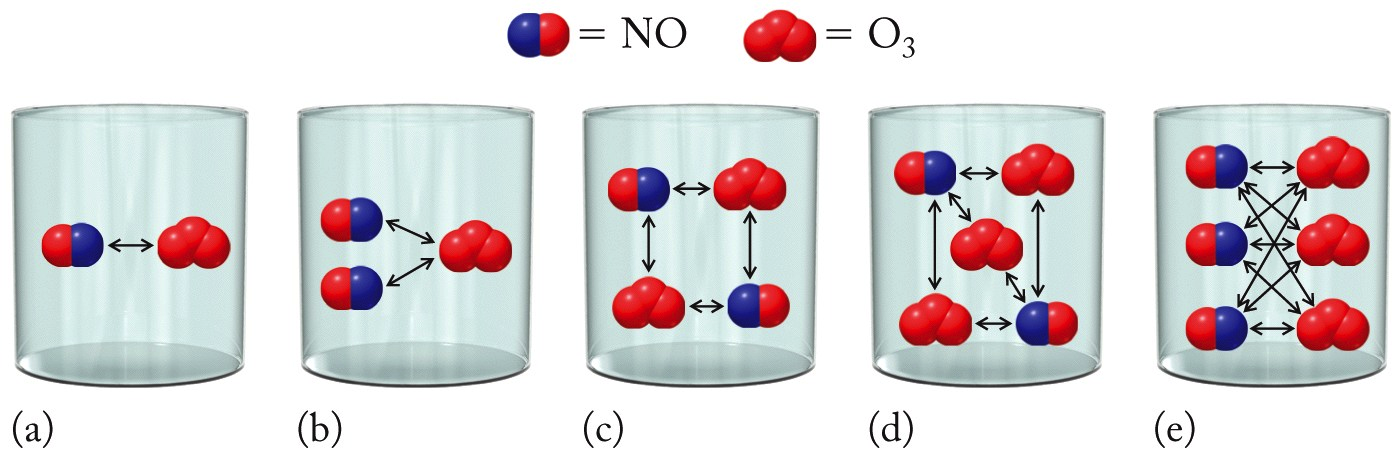 = NO = O₃
(a) (b) (c) (d) (e)